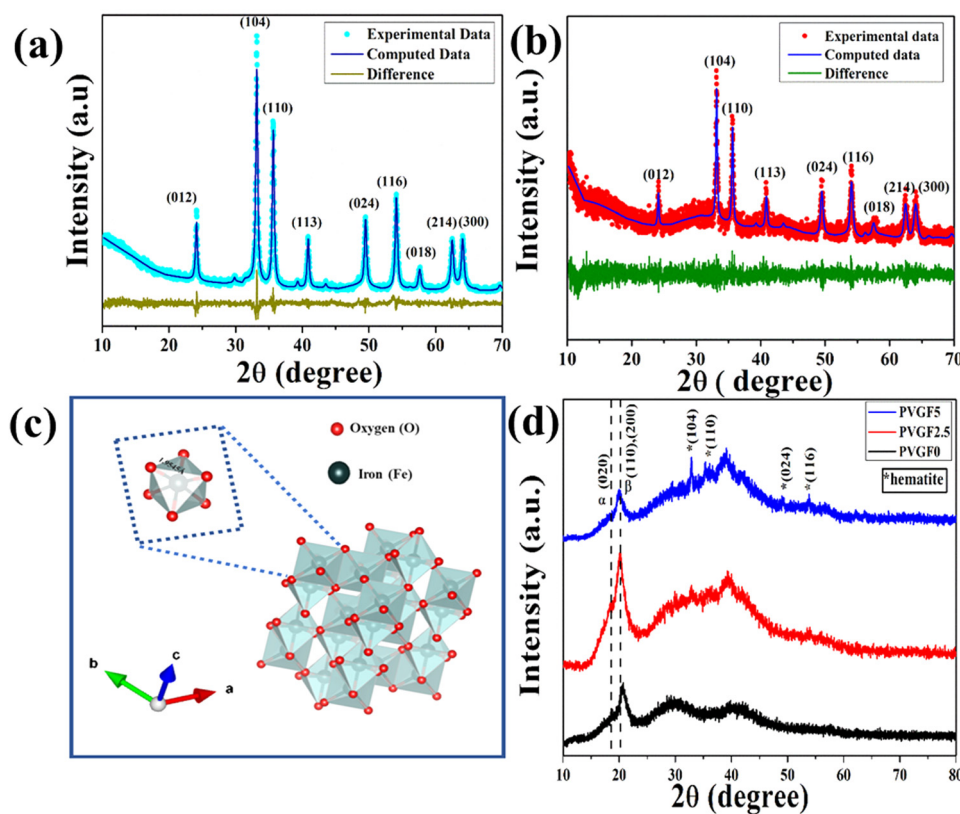 (a)
(104)
Experimental Data
Computed Data
Difference
(110)
(012)
(113)
(024)
(116)
(018)
(214)
(300)
Intensity (a.u)
10 20 30 40 50 60 70
2θ (degree)
(b)
(104)
Experimental data
Computed data
Difference
(110)
(012)
(113)
(024)
(116)
(018)
(214)
(300)
Intensity (a.u)
10 20 30 40 50 60 70
2θ ( degree)
(c)
Oxygen (O)
Iron (Fe)
b
c
a
(d)
α (020)
β (110),(200)
*(104)
*(110)
*(024)
*(116)
PVGF5
PVGF2.5
PVGF0
*hematite
Intensity (a.u.)
10 20 30 40 50 60 70 80
2θ (degree)